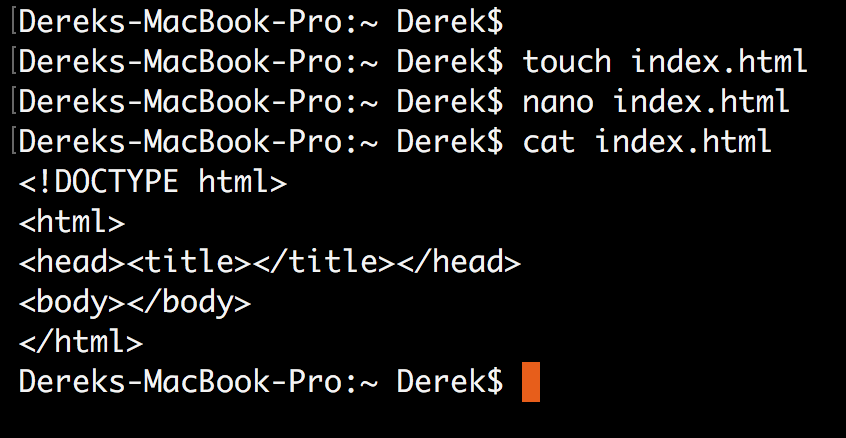 [Dereks-MacBook-Pro:~ Derek$
[Dereks-MacBook-Pro:~ Derek$ touch index.html
[Dereks-MacBook-Pro:~ Derek$ nano index.html
[Dereks-MacBook-Pro:~ Derek$ cat index.html
<!DOCTYPE html>
<html>
<head><title></title></head>
<body></body>
</html>
Dereks-MacBook-Pro:~ Derek$